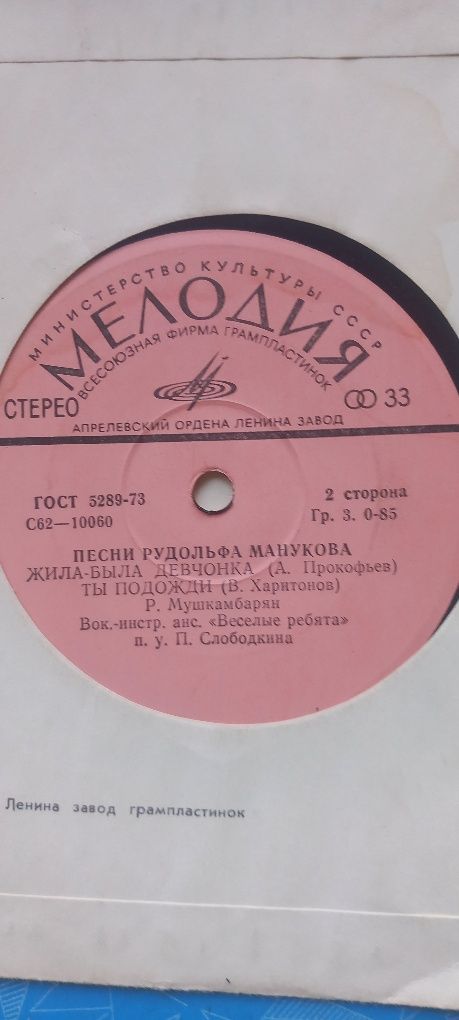 МИНИСТЕРСТВО КУЛЬТУРЫ СССР
МЕЛОДИЯ
ВСЕСОЮЗНАЯ ФИРМА ГРАМПЛАСТИНОК
СТЕРЕО
33
АПРЕЛЕВСКИЙ ОРДЕНА ЛЕНИНА ЗАВОД
ГОСТ 5289-73
2 сторона
С62—10060
Гр. 3. 0-85
ПЕСНИ РУДОЛЬФА МАНУКОВА
ЖИЛА-БЫЛА ДЕВЧОНКА (А. Прокофьев)
ТЫ ПОДОЖДИ (В. Харитонов)
Р. Мушкамбарян
Вок.-инстр. анс. «Веселые ребята»
п. у. П. Слободкина
Ленина завод грампластинок